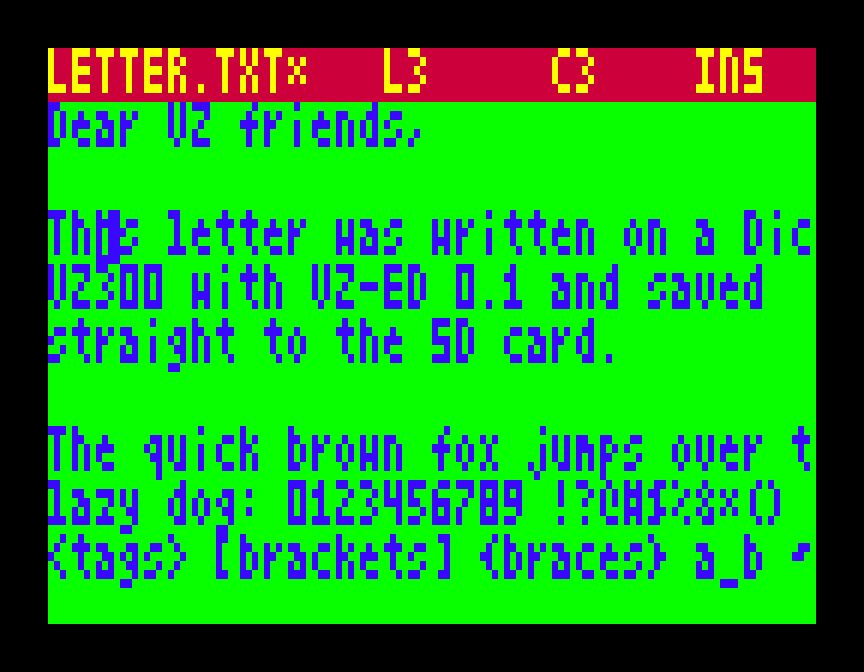 LETTER.TXT* L3 C3 INS
Dear VZ friends,
This letter was written on a Dic
VZ300 with VZ-ED 0.1 and saved
straight to the SD card.
The quick brown fox jumps over t
lazy dog: 0123456789 !?@#$%&*()
<tags> [brackets] {braces} a_b ~